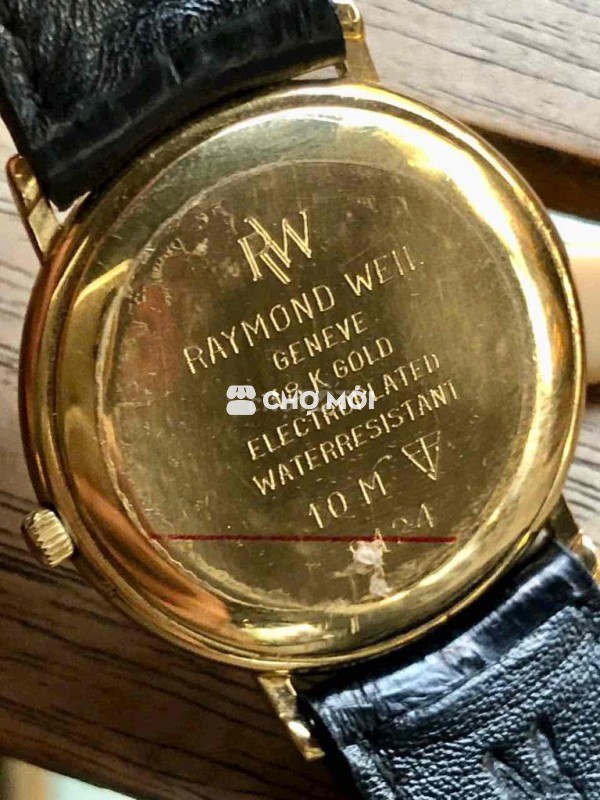 RW
RAYMOND WEIL
GENEVE
18 K GOLD
CHỢ MỚI
ELECTROPLATED
WATERRESISTANT
10 M